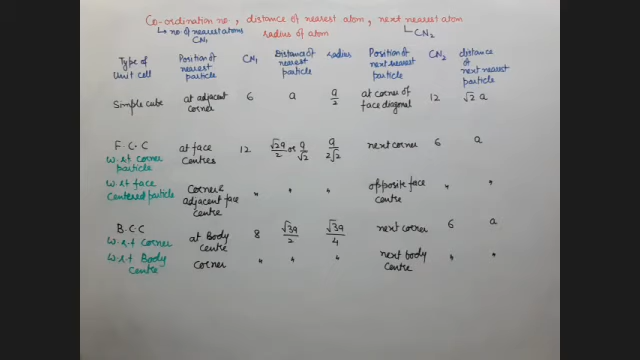 Co-ordination no, distance of nearest atom, next nearest atom
↳ no. of nearest atoms radius of atom ↳ CN2
CN1
Type of Unit cell Position of nearest particle CN1 Distance of nearest particle radius Position of next nearest particle CN2 distance of next nearest particle
Simple cube at adjacent corner 6 a a/2 at corner of face diagonal 12 √2 a
F.C.C at face centres 12 √2a/2 or a/√2 a/2√2 next corner 6 a
w.r.t corner particle
w.r.t face centered particle corner & adjacent face centre " " " opposite face centre " "
B.C.C at Body centre 8 √3a/2 √3a/4 next corner 6 a
w.r.t corner
w.r.t Body centre corner " " " next body centre " "